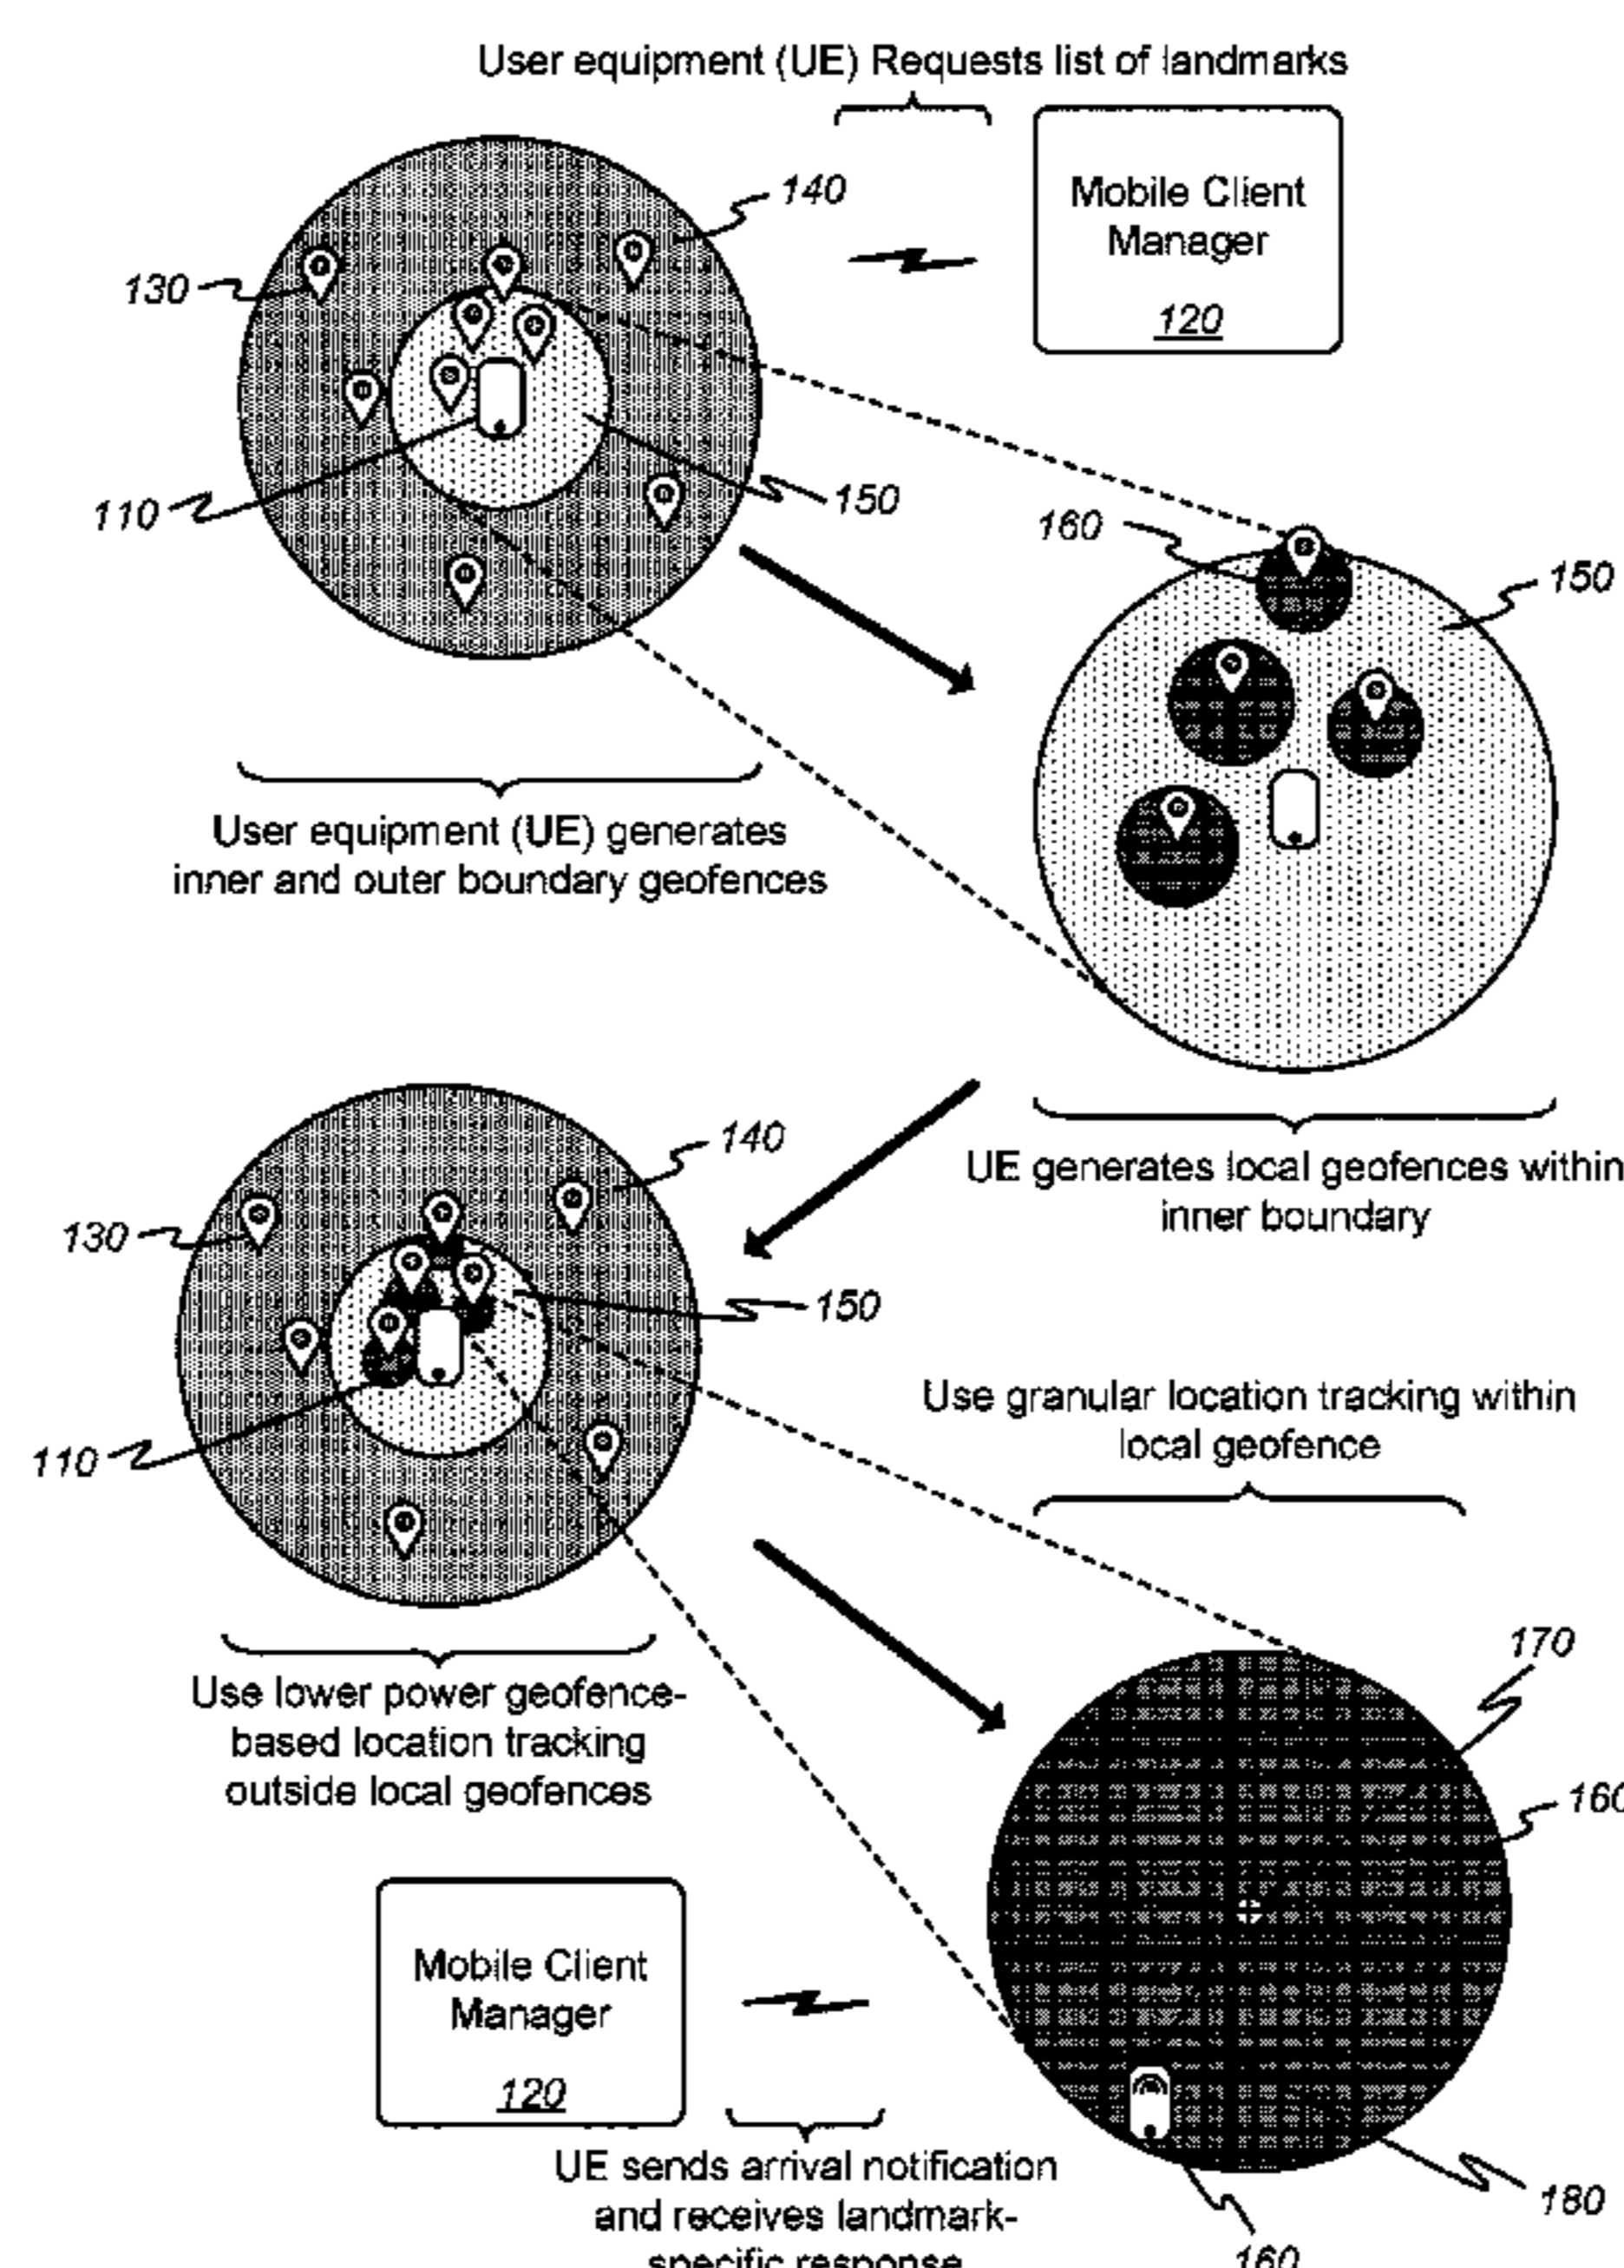 User equipment (UE) Requests list of landmarks
140
Mobile Client
Manager
120
130
110
150
160
150
User equipment (UE) generates
inner and outer boundary geofences
140
UE generates local geofences within
inner boundary
130
150
Use granular location tracking within
local geofence
110
170
Use lower power geofence-
based location tracking
outside local geofences
160
Mobile Client
Manager
120
UE sends arrival notification
and receives landmark-
specific response
180
160